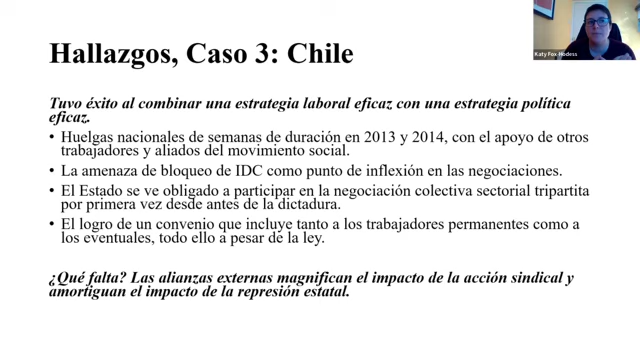 Katy Fox-Hodess
Hallazgos, Caso 3: Chile
Tuvo éxito al combinar una estrategia laboral eficaz con una estrategia política
eficaz.
• Huelgas nacionales de semanas de duración en 2013 y 2014, con el apoyo de otros
trabajadores y aliados del movimiento social.
• La amenaza de bloqueo de IDC como punto de inflexión en las negociaciones.
• El Estado se ve obligado a participar en la negociación colectiva sectorial tripartita
por primera vez desde antes de la dictadura.
• El logro de un convenio que incluye tanto a los trabajadores permanentes como a
los eventuales, todo ello a pesar de la ley.
¿Qué falta? Las alianzas externas magnifican el impacto de la acción sindical y
amortiguan el impacto de la represión estatal.